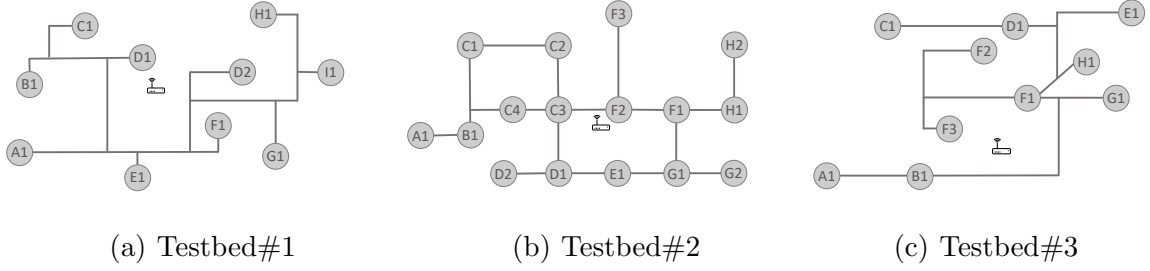 C1
D1
B1
A1
E1
H1
I1
D2
F1
G1
(a) Testbed#1
F3
C1
C2
H2
C4
C3
F2
F1
H1
A1
B1
D2
D1
E1
G1
G2
(b) Testbed#2
E1
C1
D1
F2
H1
F1
G1
F3
A1
B1
(c) Testbed#3